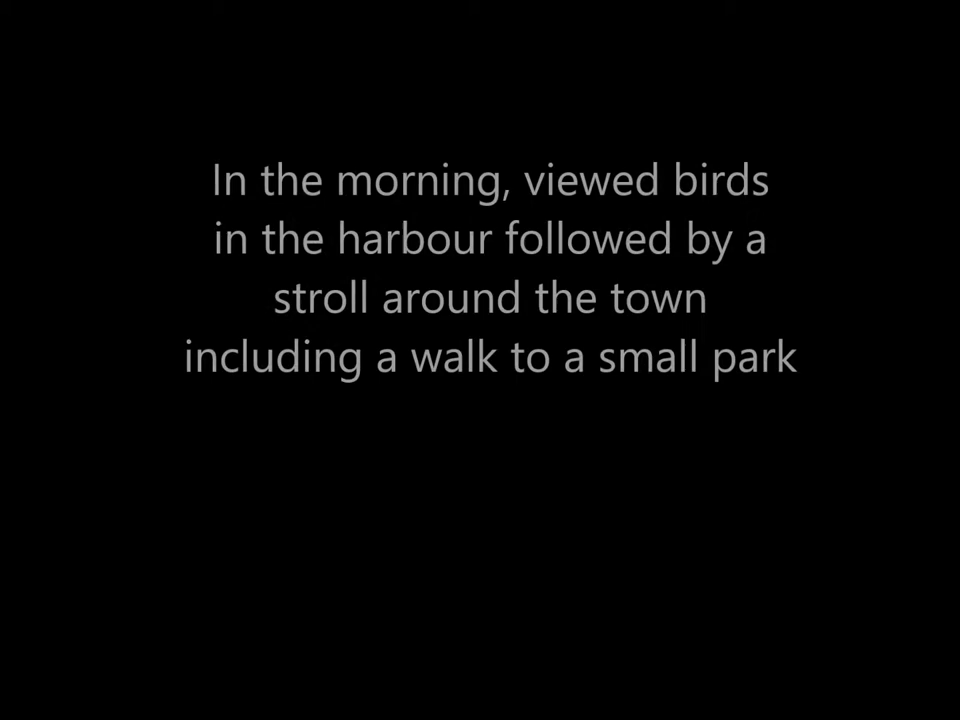 In the morning, viewed birds
in the harbour followed by a
stroll around the town
including a walk to a small park